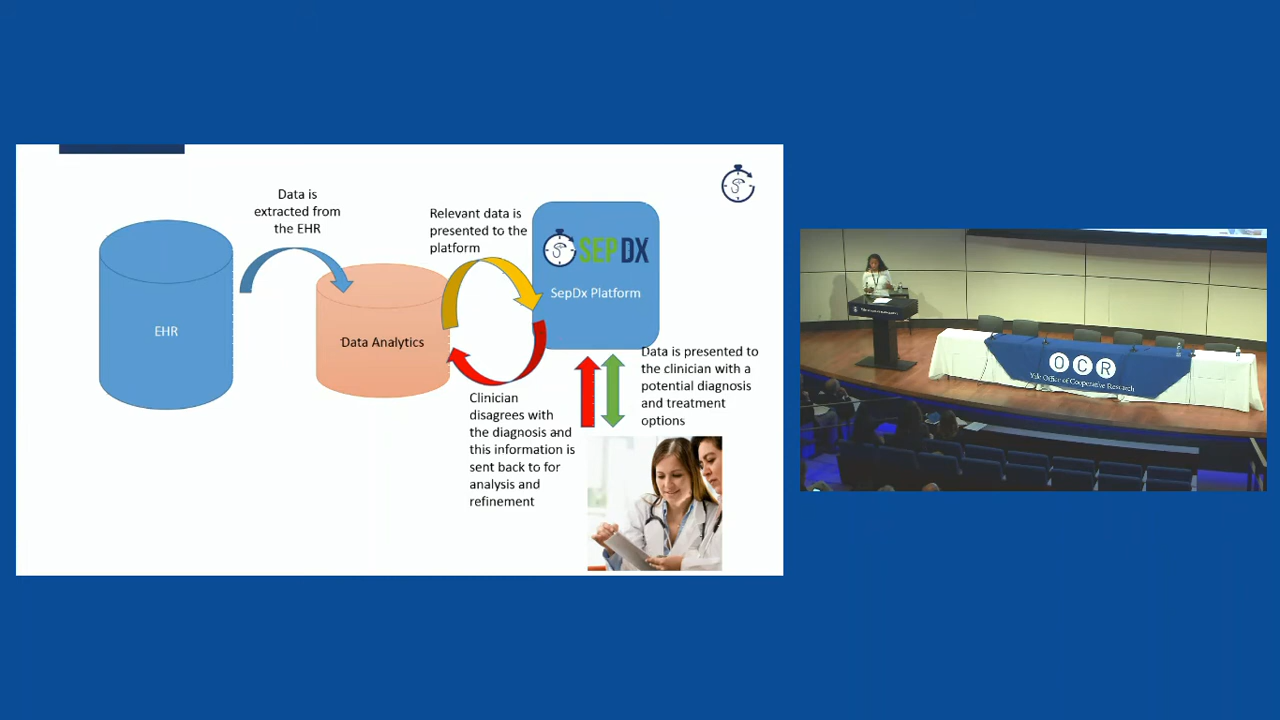 Data is
extracted from
the EHR
Relevant data is
presented to the
platform
SEPDX
SepDx Platform
EHR
Data Analytics
Data is presented to
the clinician with a
potential diagnosis
and treatment
options
Clinician
disagrees with
the diagnosis and
this information is
sent back to for
analysis and
refinement
OCR
Yale Office of Cooperative Research